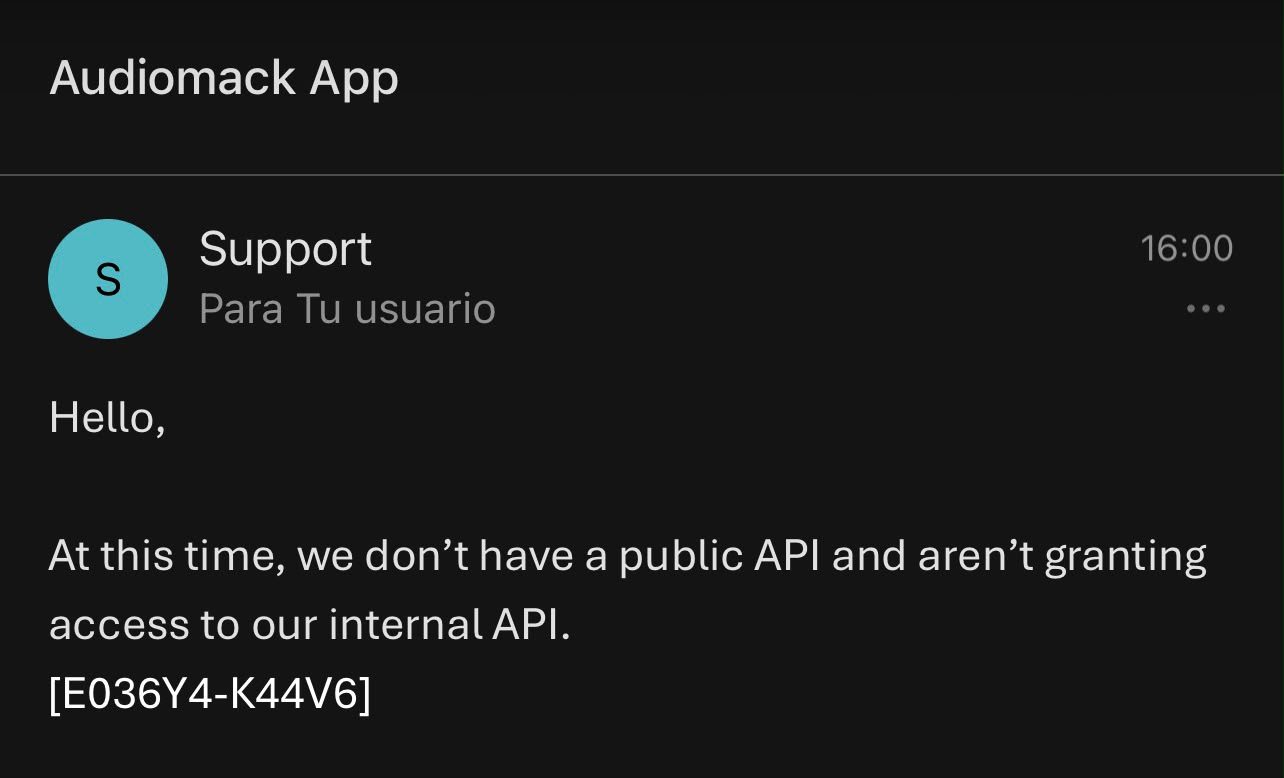 Audiomack App
S
Support
16:00
Para Tu usuario
Hello,
At this time, we don’t have a public API and aren’t granting
access to our internal API.
[E036Y4-K44V6]